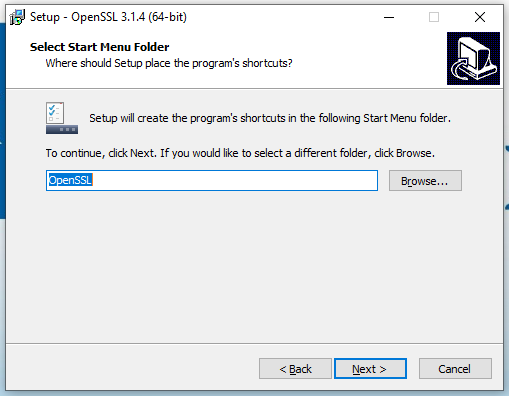 Setup - OpenSSL 3.1.4 (64-bit)
Select Start Menu Folder
Where should Setup place the program's shortcuts?
Setup will create the program's shortcuts in the following Start Menu folder.
To continue, click Next. If you would like to select a different folder, click Browse.
OpenSSL
Browse...
< Back
Next >
Cancel